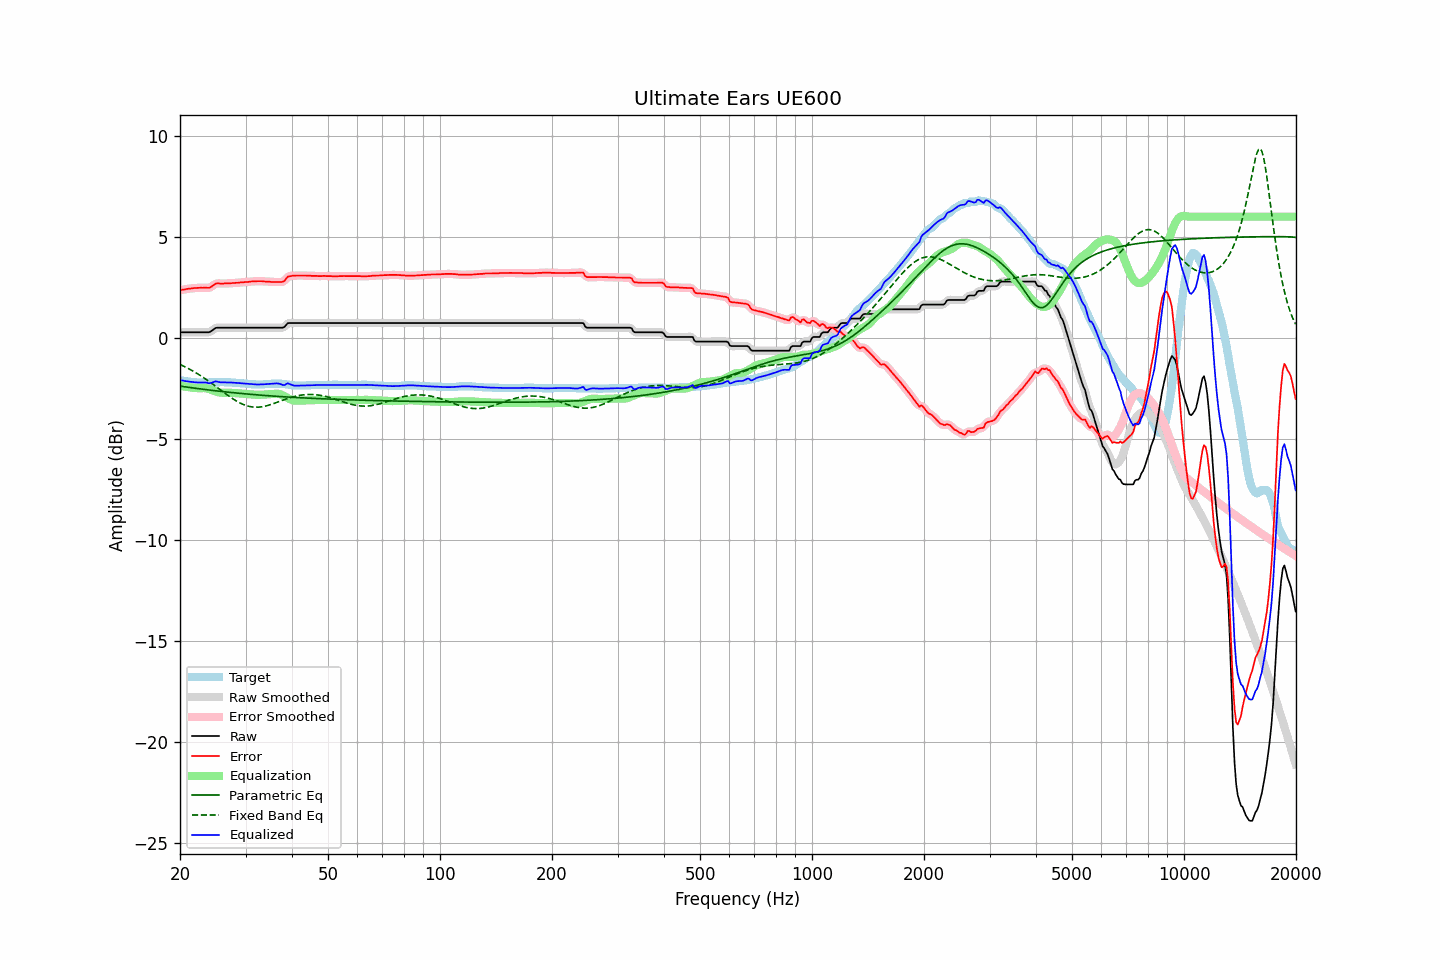 Ultimate Ears UE600
10
5
0
−5
−10
−15
−20
−25
Amplitude (dBr)
Target
Raw Smoothed
Error Smoothed
Raw
Error
Equalization
Parametric Eq
Fixed Band Eq
Equalized
20 50 100 200 500 1000 2000 5000 10000 20000
Frequency (Hz)